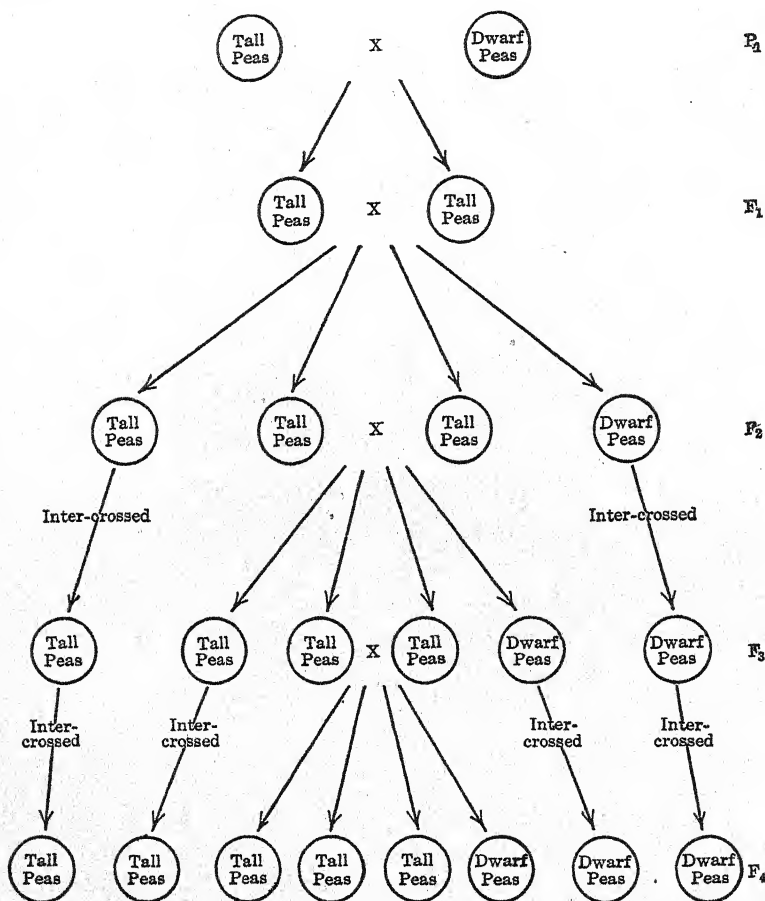 Tall
Peas
X
Dwarf
Peas
P1
Tall
Peas
X
Tall
Peas
F1
Tall
Peas
Tall
Peas
X
Tall
Peas
Dwarf
Peas
F2
Inter-crossed
Inter-crossed
Tall
Peas
Tall
Peas
Tall
Peas
X
Tall
Peas
Dwarf
Peas
Dwarf
Peas
F3
Inter-
crossed
Inter-
crossed
Inter-
crossed
Inter-
crossed
Tall
Peas
Tall
Peas
Tall
Peas
Tall
Peas
Tall
Peas
Dwarf
Peas
Dwarf
Peas
Dwarf
Peas
F4